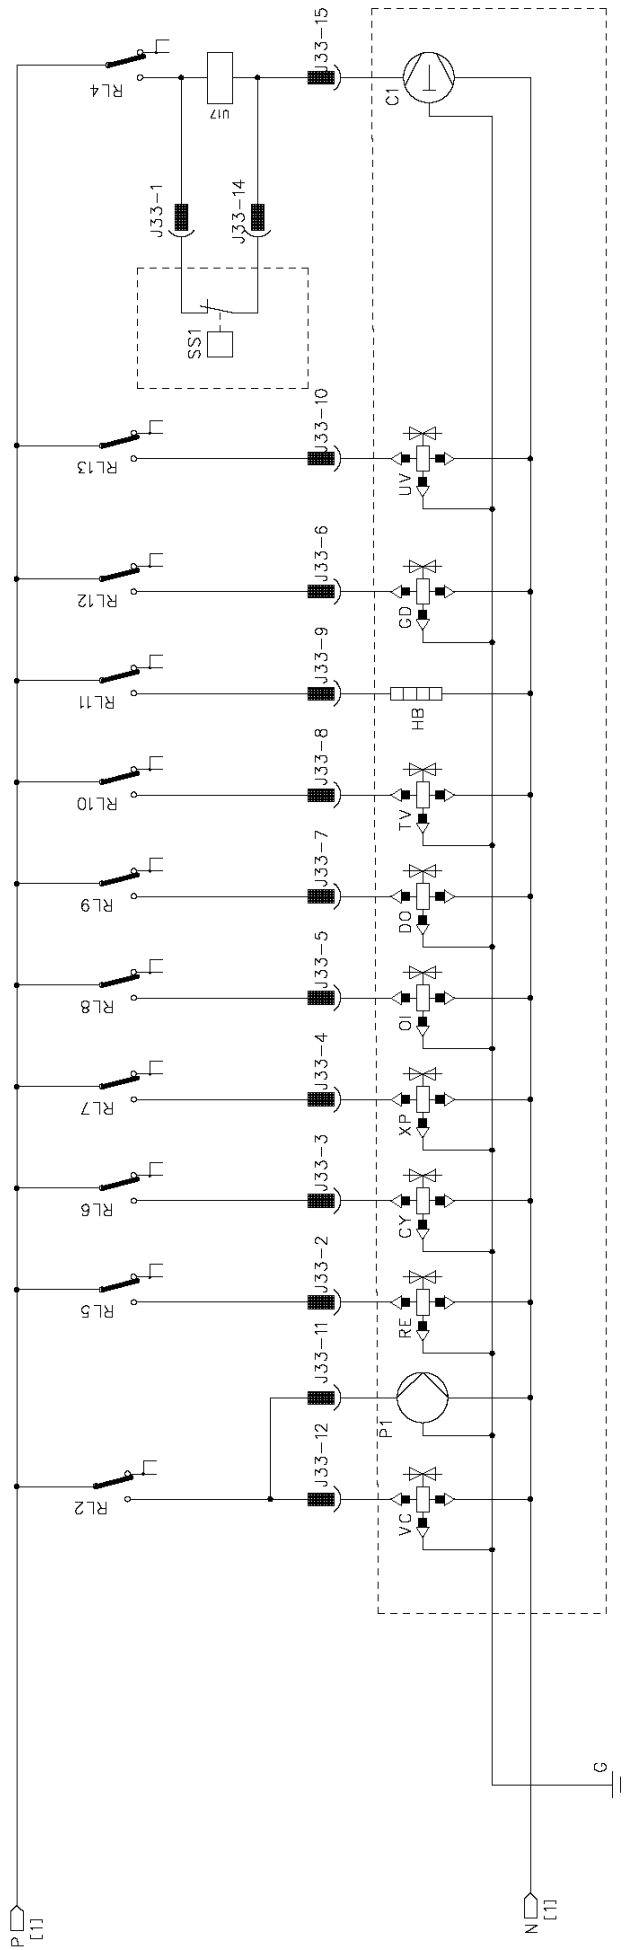 J33-15
RL4
U17
C1
J33-1
J33-14
SS1
J33-10
RL13
UV
J33-6
RL12
GD
J33-9
RL11
HB
J33-8
RL10
TV
J33-7
RL9
DO
J33-5
RL8
OI
J33-4
RL7
XP
J33-3
RL6
CY
J33-2
RL5
RE
J33-11
P1
J33-12
RL2
VC
G
P
[1]
N
[1]